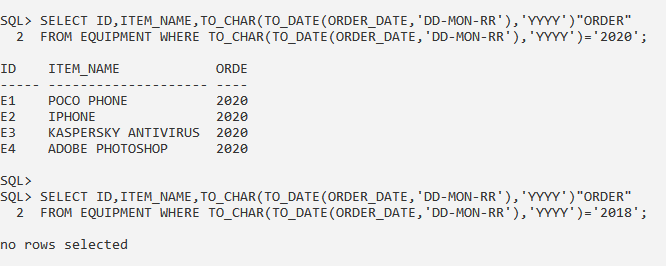 SQL> SELECT ID,ITEM_NAME,TO_CHAR(TO_DATE(ORDER_DATE,'DD-MON-RR'),'YYYY')"ORDER"
  2  FROM EQUIPMENT WHERE TO_CHAR(TO_DATE(ORDER_DATE,'DD-MON-RR'),'YYYY')='2020';
ID    ITEM_NAME            ORDE
----- -------------------- ----
E1    POCO PHONE           2020
E2    IPHONE               2020
E3    KASPERSKY ANTIVIRUS  2020
E4    ADOBE PHOTOSHOP      2020
SQL>
SQL> SELECT ID,ITEM_NAME,TO_CHAR(TO_DATE(ORDER_DATE,'DD-MON-RR'),'YYYY')"ORDER"
  2  FROM EQUIPMENT WHERE TO_CHAR(TO_DATE(ORDER_DATE,'DD-MON-RR'),'YYYY')='2018';
no rows selected